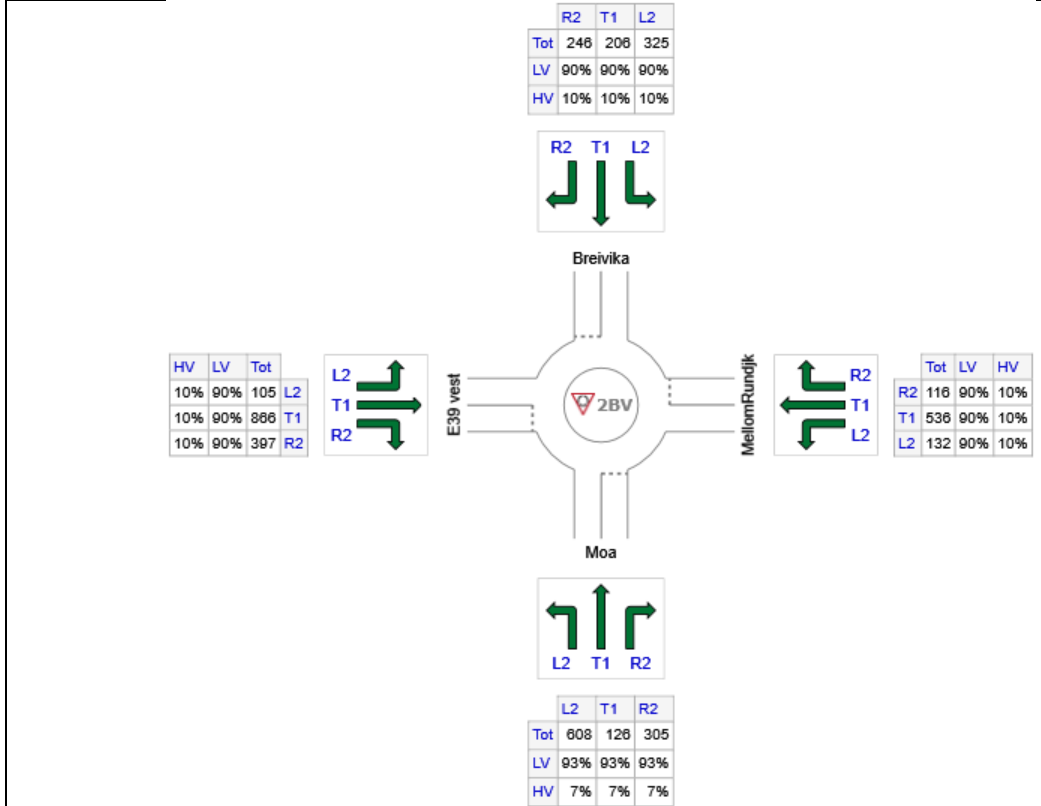 R2 T1 L2
Tot 246 206 325
LV 90% 90% 90%
HV 10% 10% 10%
R2 T1 L2
Breivika
HV LV Tot
10% 90% 105 L2
10% 90% 866 T1
10% 90% 397 R2
L2
T1
R2
E39 vest
2BV
MellomRundjk
R2
T1
L2
Tot LV HV
R2 116 90% 10%
T1 536 90% 10%
L2 132 90% 10%
Moa
L2 T1 R2
L2 T1 R2
Tot 608 126 305
LV 93% 93% 93%
HV 7% 7% 7%